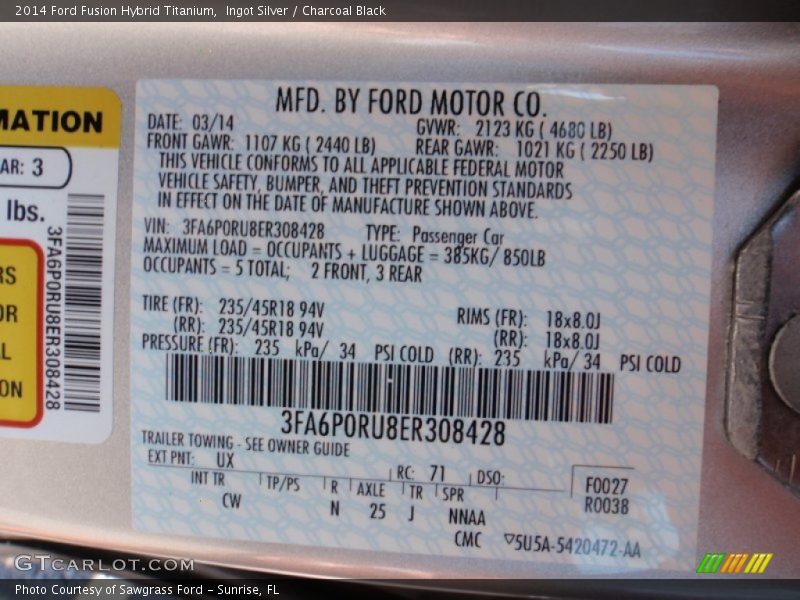 2014 Ford Fusion Hybrid Titanium,  Ingot Silver / Charcoal Black
MATION
AR: 3
lbs.
3FA6P0RU8ER308428
RS
OR
L
ON
MFD. BY FORD MOTOR CO.
DATE: 03/14 GVWR: 2123 KG ( 4680 LB)
FRONT GAWR: 1107 KG ( 2440 LB) REAR GAWR: 1021 KG ( 2250 LB)
THIS VEHICLE CONFORMS TO ALL APPLICABLE FEDERAL MOTOR
VEHICLE SAFETY, BUMPER, AND THEFT PREVENTION STANDARDS
IN EFFECT ON THE DATE OF MANUFACTURE SHOWN ABOVE.
VIN: 3FA6P0RU8ER308428 TYPE: Passenger Car
MAXIMUM LOAD = OCCUPANTS + LUGGAGE = 385KG/ 850LB
OCCUPANTS = 5 TOTAL; 2 FRONT, 3 REAR
TIRE (FR): 235/45R18 94V RIMS (FR): 18x8.0J
(RR): 235/45R18 94V (RR): 18x8.0J
PRESSURE (FR): 235 kPa/ 34 PSI COLD (RR): 235 kPa/ 34 PSI COLD
3FA6P0RU8ER308428
TRAILER TOWING - SEE OWNER GUIDE
EXT PNT: UX RC: 71 DSO: F0027
INT TR TP/PS R AXLE TR SPR R0038
CW N 25 J NNAA
CMC ▽5U5A-5420472-AA
GTCarLot.com
Photo Courtesy of Sawgrass Ford – Sunrise, FL